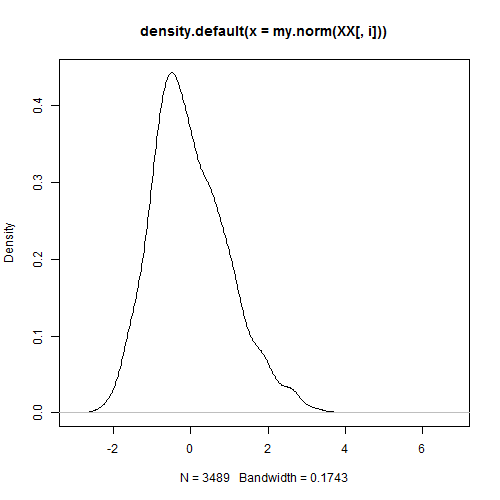 density.default(x = my.norm(XX[, i]))
Density
0.0
0.1
0.2
0.3
0.4
-2 0 2 4 6
N = 3489 Bandwidth = 0.1743